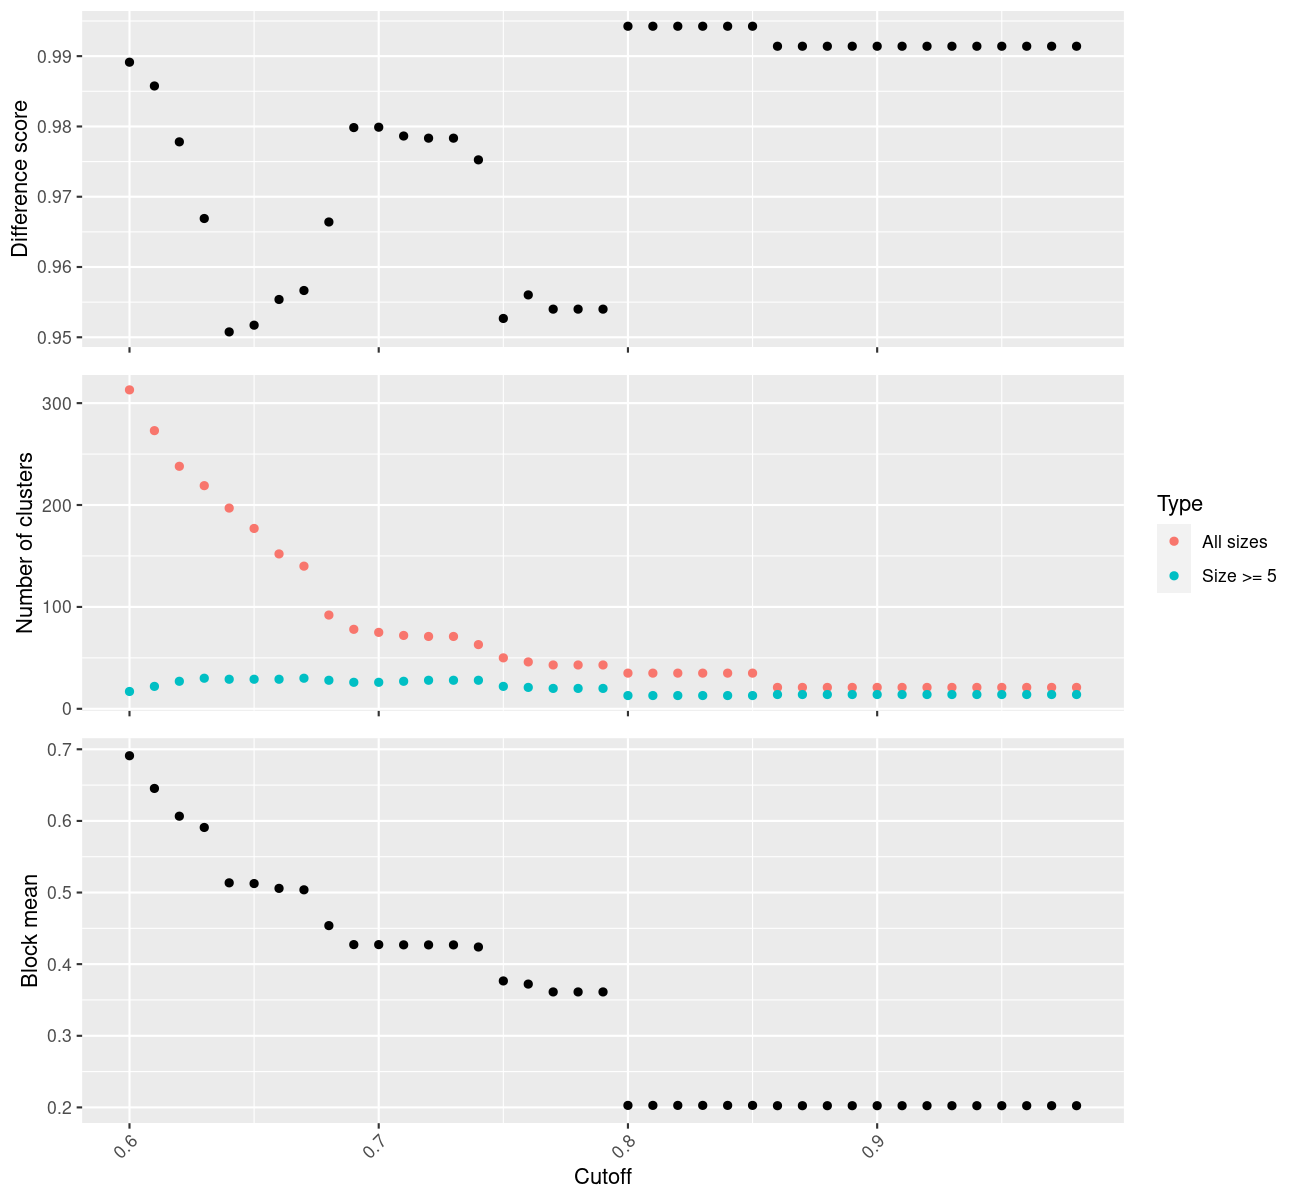 Difference score
0.99
0.98
0.97
0.96
0.95
Number of clusters
300
200
100
0
Type
All sizes
Size >= 5
Block mean
0.7
0.6
0.5
0.4
0.3
0.2
0.6 0.7 0.8 0.9
Cutoff